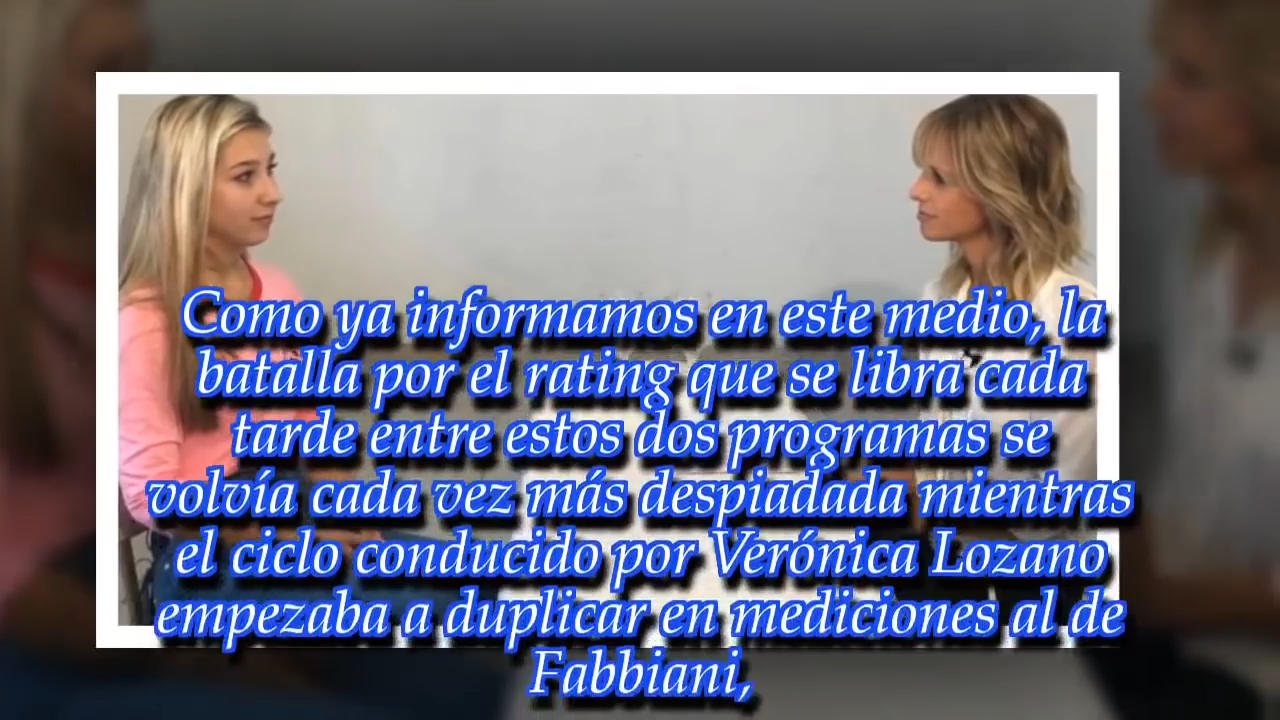 Como ya informamos en este medio, la
batalla por el rating que se libra cada
tarde entre estos dos programas se
volvía cada vez más despiadada mientras
el ciclo conducido por Verónica Lozano
empezaba a duplicar en mediciones al de
Fabbiani,